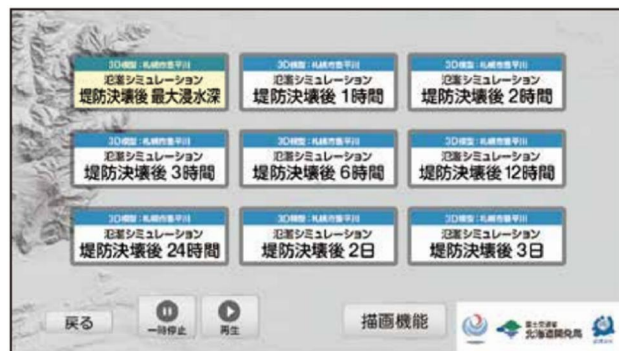 3D模型：札幌市豊平川
氾濫シミュレーション
堤防決壊後 最大浸水深
3D模型：札幌市豊平川
氾濫シミュレーション
堤防決壊後 1時間
3D模型：札幌市豊平川
氾濫シミュレーション
堤防決壊後 2時間
3D模型：札幌市豊平川
氾濫シミュレーション
堤防決壊後 3時間
3D模型：札幌市豊平川
氾濫シミュレーション
堤防決壊後 6時間
3D模型：札幌市豊平川
氾濫シミュレーション
堤防決壊後 12時間
3D模型：札幌市豊平川
氾濫シミュレーション
堤防決壊後 24時間
3D模型：札幌市豊平川
氾濫シミュレーション
堤防決壊後 2日
3D模型：札幌市豊平川
氾濫シミュレーション
堤防決壊後 3日
戻る
一時停止
再生
描画機能
国土交通省
北海道開発局